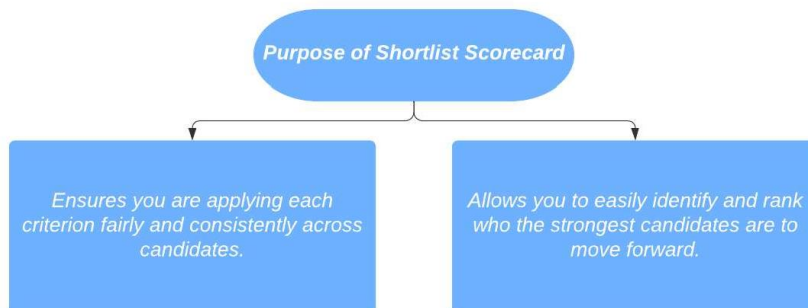 Purpose of Shortlist Scorecard
Ensures you are applying each
criterion fairly and consistently across
candidates.
Allows you to easily identify and rank
who the strongest candidates are to
move forward.